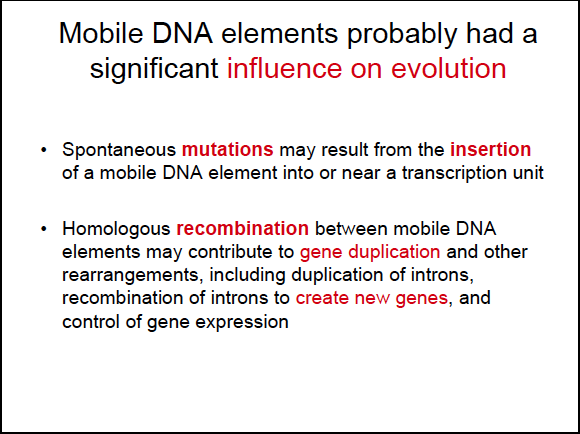 Mobile DNA elements probably had a
significant influence on evolution
• Spontaneous mutations may result from the insertion
of a mobile DNA element into or near a transcription unit
• Homologous recombination between mobile DNA
elements may contribute to gene duplication and other
rearrangements, including duplication of introns,
recombination of introns to create new genes, and
control of gene expression